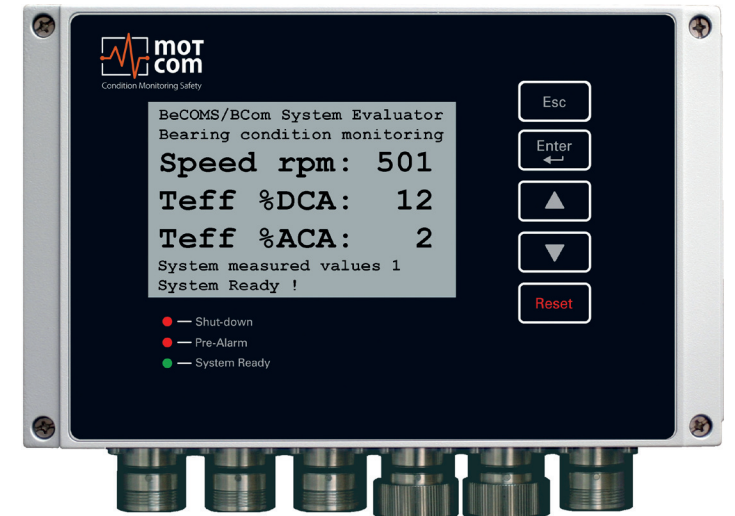 MOT
COM
Condition Monitoring Safety
BeCOMS/BCom System Evaluator
Bearing condition monitoring
Speed rpm: 501
Teff %DCA: 12
Teff %ACA: 2
System measured values 1
System Ready !
Esc
Enter
Reset
Shut-down
Pre-Alarm
System Ready